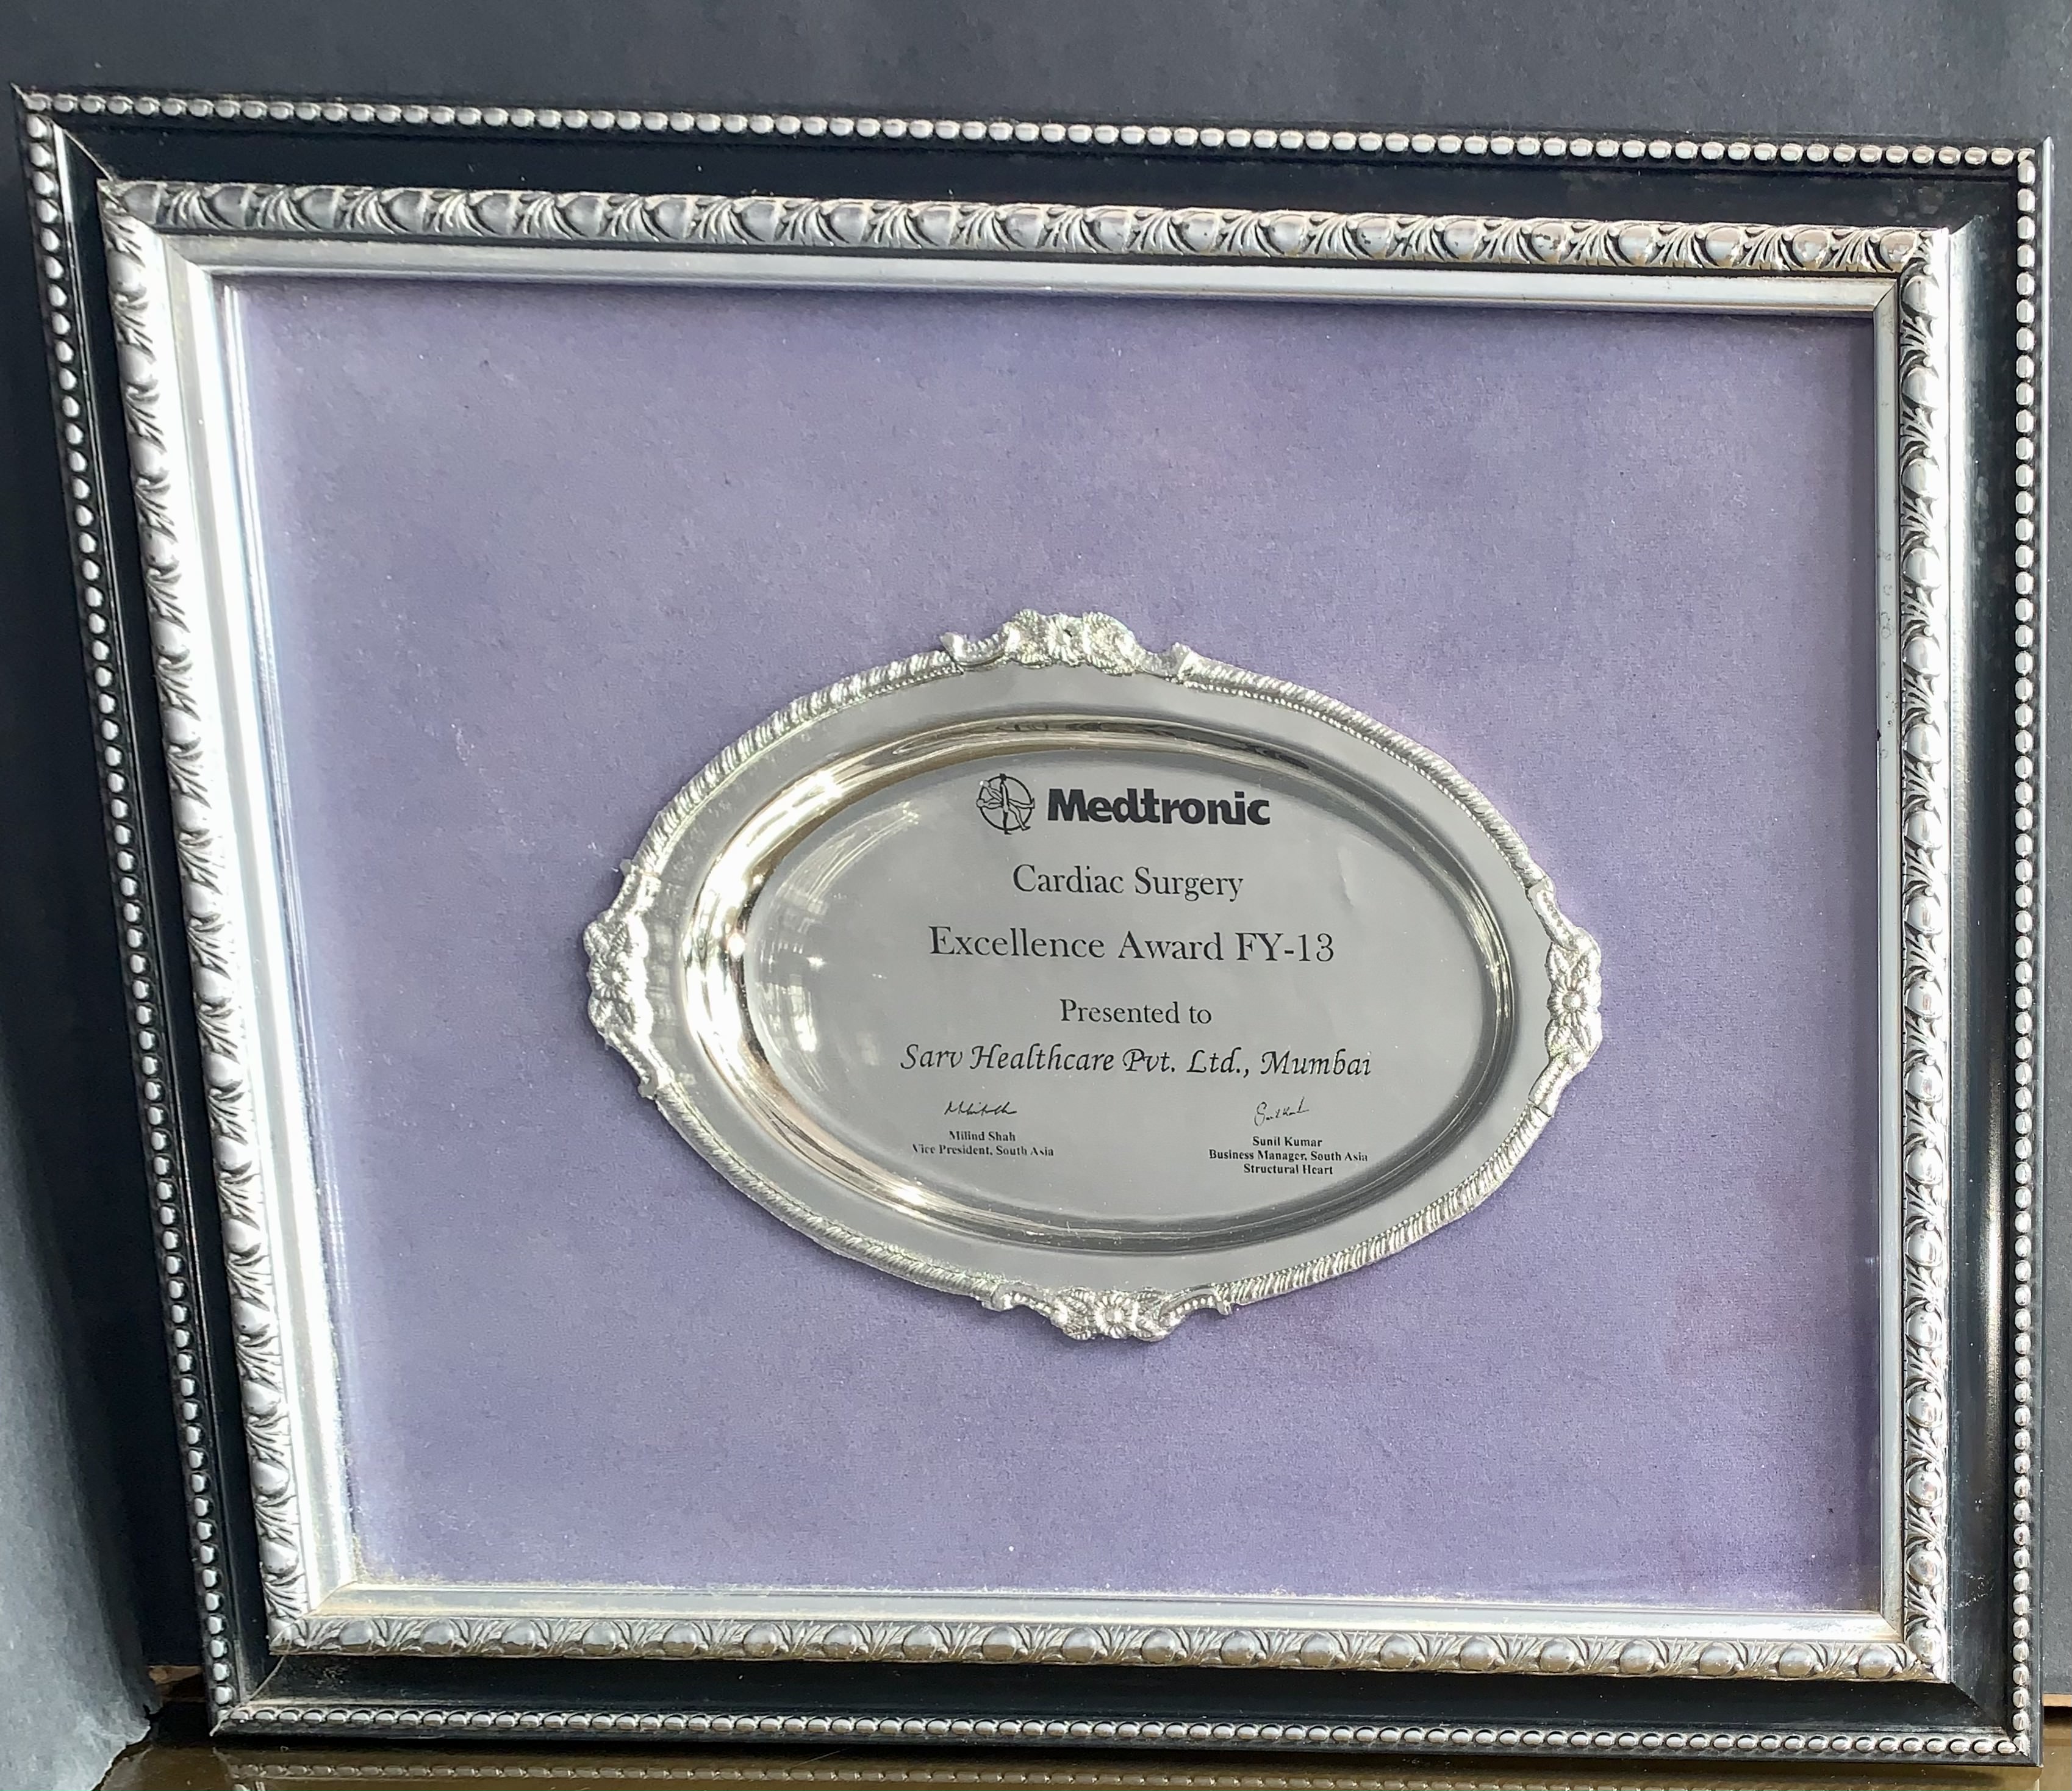 Medtronic
Cardiac Surgery
Excellence Award FY-13
Presented to
Sarv Healthcare Pvt. Ltd., Mumbai
Milind Shah
Vice President, South Asia
Sunil Kumar
Business Manager, South Asia
Structural Heart